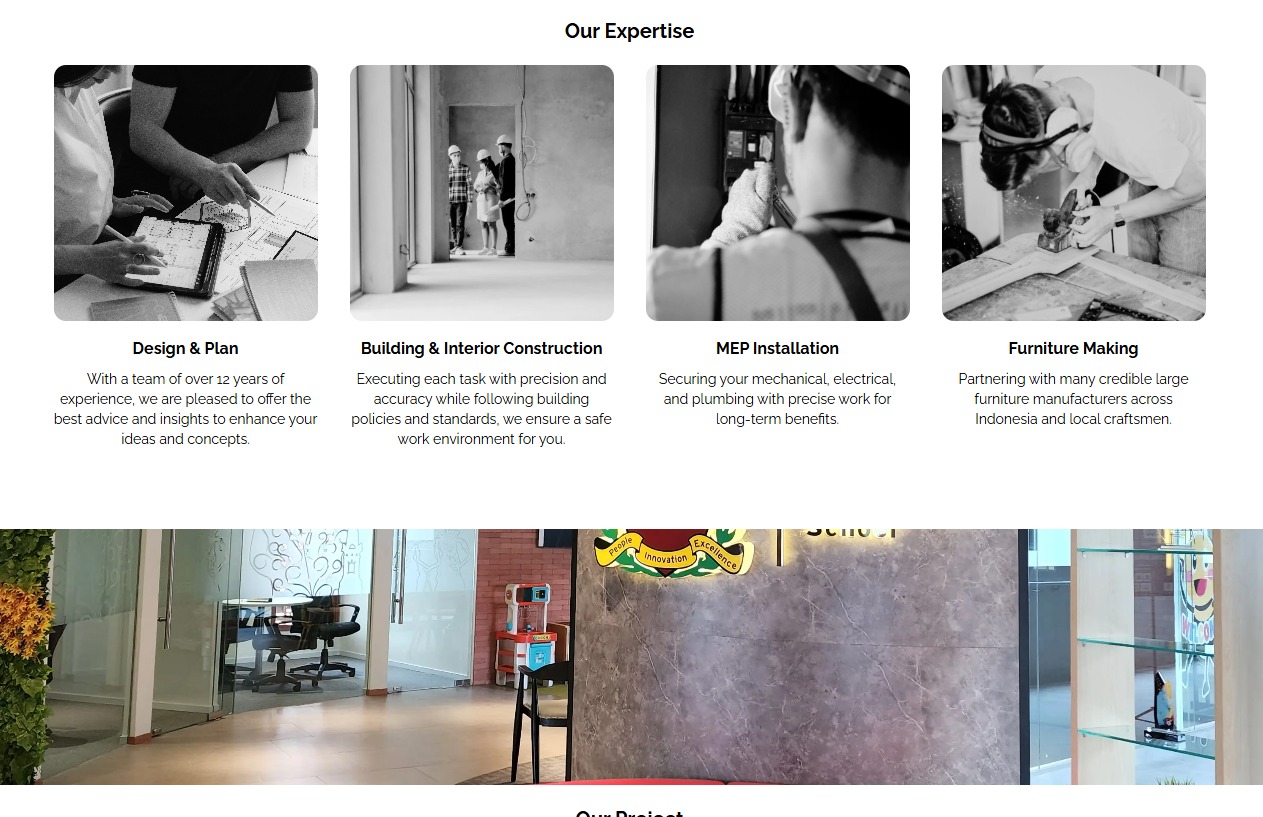 Our Expertise
Design & Plan
With a team of over 12 years of
experience, we are pleased to offer the
best advice and insights to enhance your
ideas and concepts.
Building & Interior Construction
Executing each task with precision and
accuracy while following building
policies and standards, we ensure a safe
work environment for you.
MEP Installation
Securing your mechanical, electrical,
and plumbing with precise work for
long-term benefits.
Furniture Making
Partnering with many credible large
furniture manufacturers across
Indonesia and local craftsmen.
School
People
Innovation
Excellence
Our Project